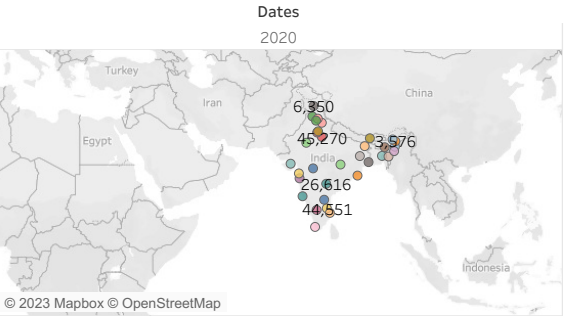 Dates
2020
Turkey
China
Iran
6,350
Egypt
45,270
3,576
India
26,616
44,551
Indonesia
© 2023 Mapbox © OpenStreetMap